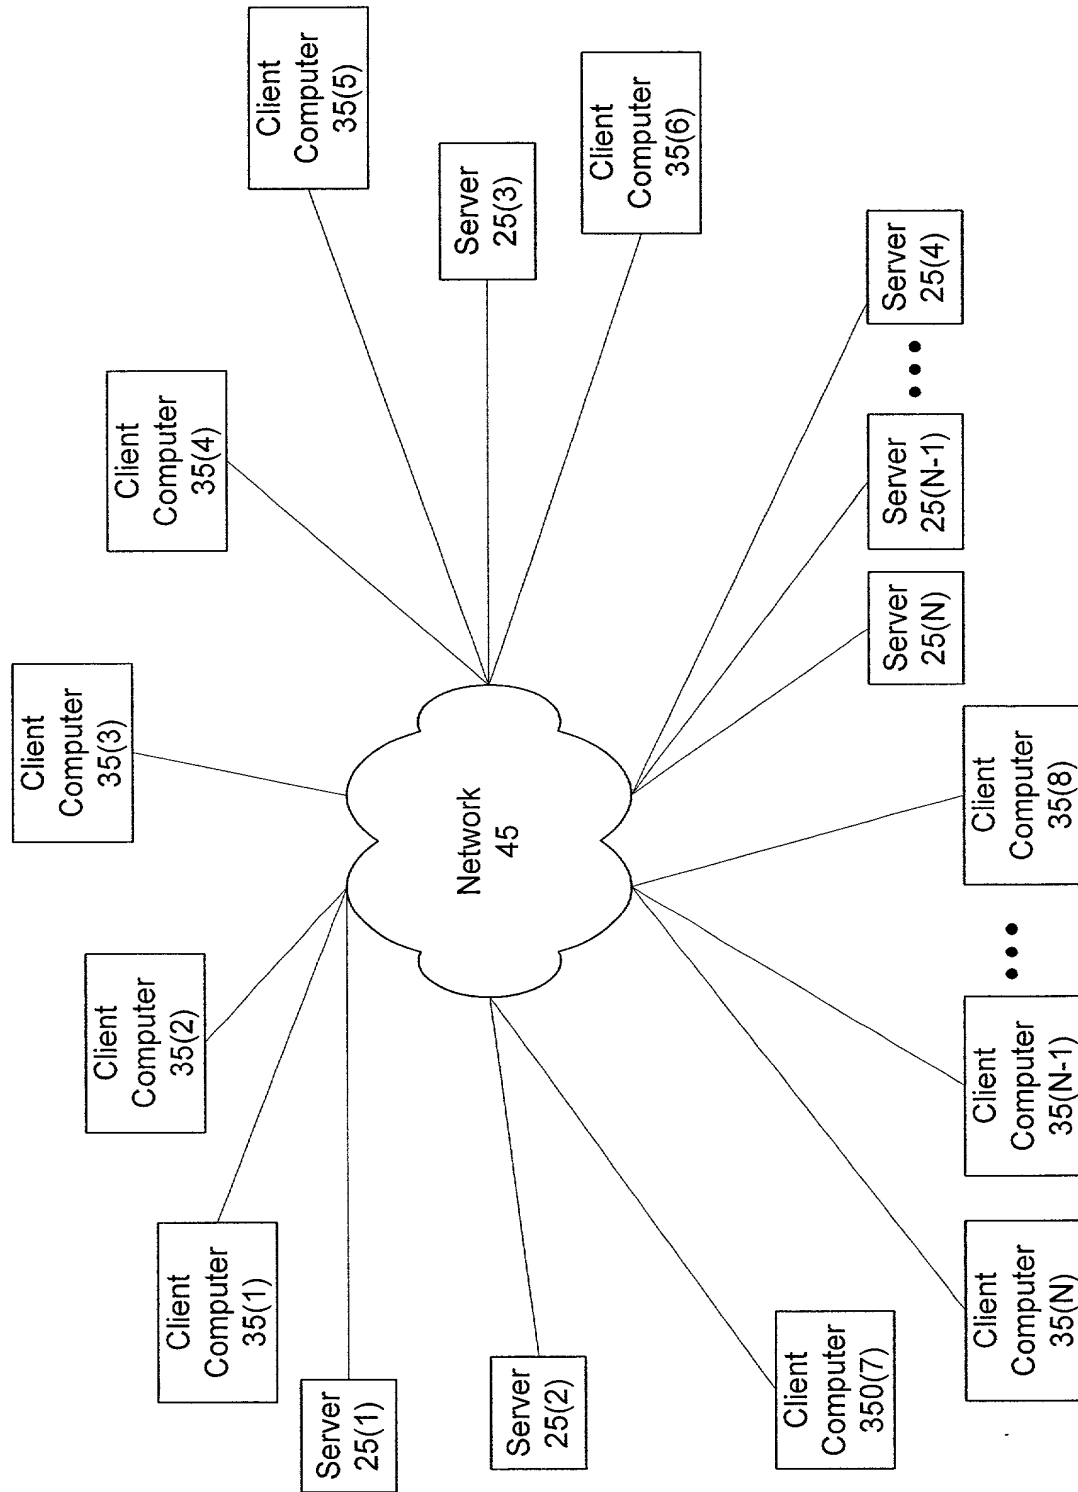 Client
Computer
35(3)
Client
Computer
35(2)
Client
Computer
35(4)
Client
Computer
35(1)
Client
Computer
35(5)
Server
25(1)
Server
25(3)
Network
45
Server
25(2)
Client
Computer
35(6)
Client
Computer
350(7)
Server
25(N)
Server
25(N-1)
•••
Server
25(4)
Client
Computer
35(N)
Client
Computer
35(N-1)
•••
Client
Computer
35(8)